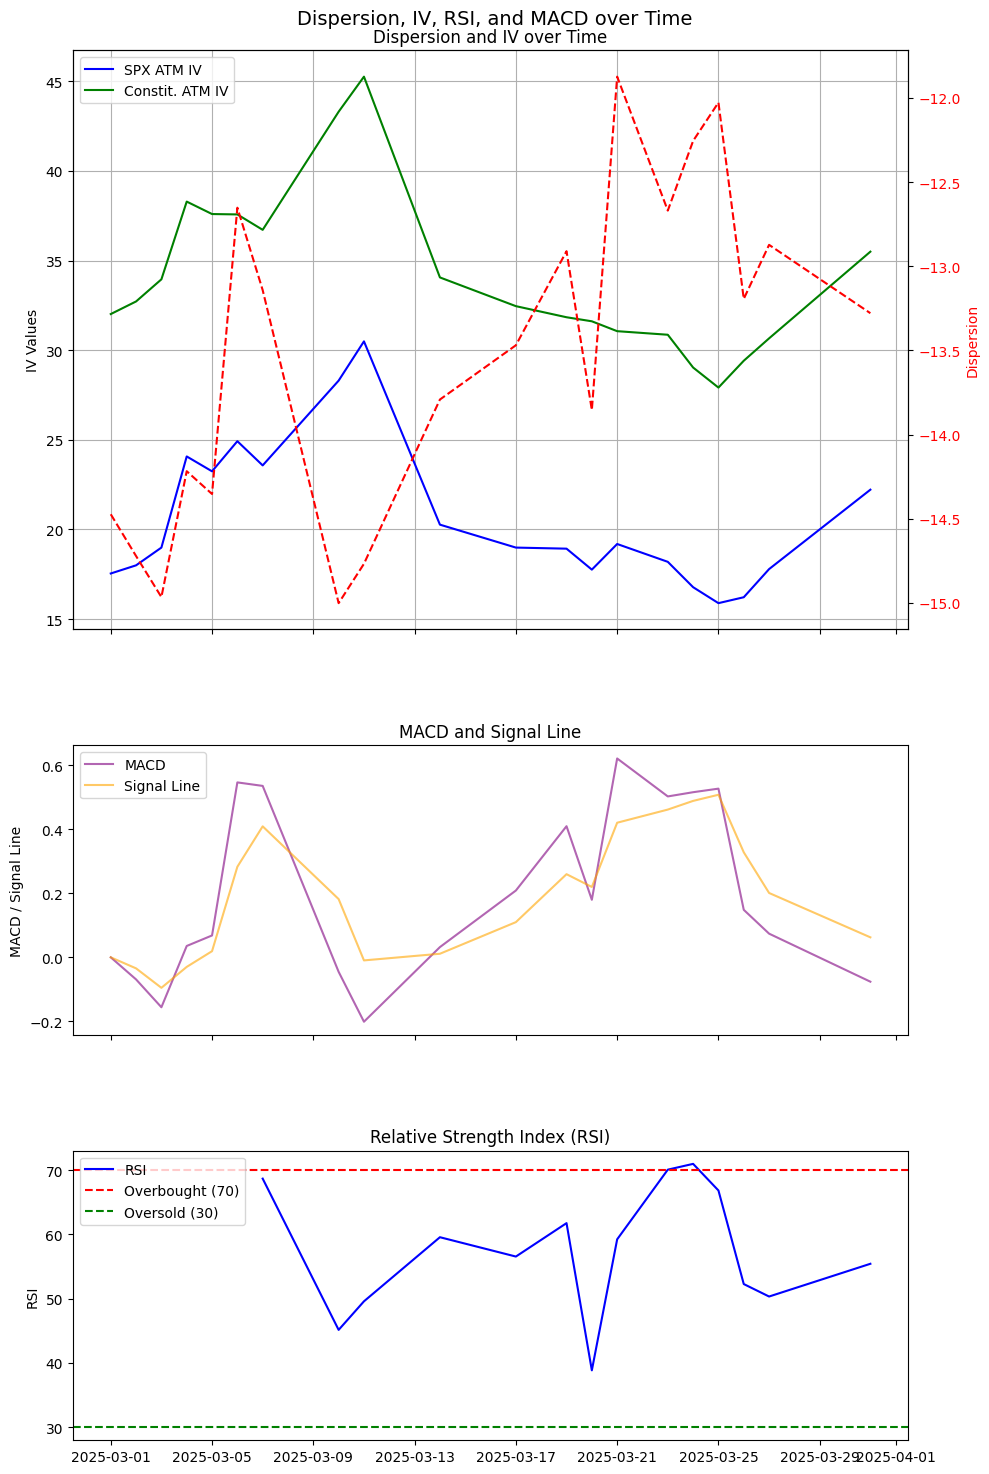 Dispersion, IV, RSI, and MACD over Time
Dispersion and IV over Time
SPX ATM IV
Constit. ATM IV
IV Values
45
40
35
30
25
20
15
Dispersion
−12.0
−12.5
−13.0
−13.5
−14.0
−14.5
−15.0
MACD and Signal Line
MACD
Signal Line
MACD / Signal Line
0.6
0.4
0.2
0.0
−0.2
Relative Strength Index (RSI)
RSI
Overbought (70)
Oversold (30)
RSI
70
60
50
40
30
2025-03-01 2025-03-05 2025-03-09 2025-03-13 2025-03-17 2025-03-21 2025-03-25 2025-03-29 2025-04-01